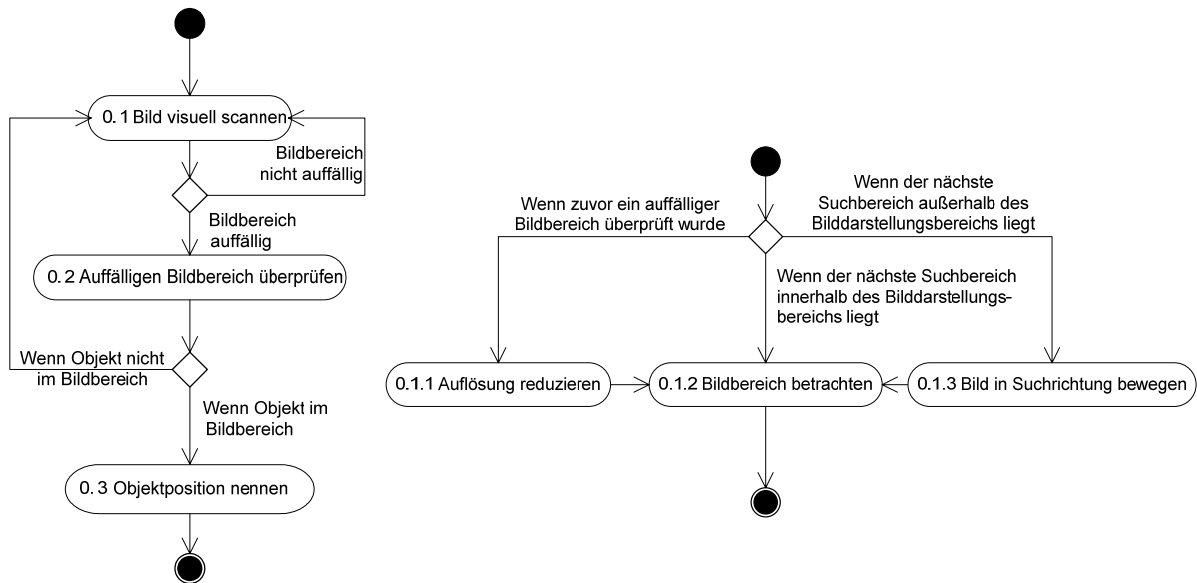 0.1 Bild visuell scannen
Bildbereich
nicht auffällig
Bildbereich
auffällig
0.2 Auffälligen Bildbereich überprüfen
Wenn Objekt nicht
im Bildbereich
Wenn Objekt im
Bildbereich
0.3 Objektposition nennen
Wenn zuvor ein auffälliger
Bildbereich überprüft wurde
Wenn der nächste
Suchbereich außerhalb des
Bilddarstellungsbereichs liegt
Wenn der nächste Suchbereich
innerhalb des Bilddarstellungs-
bereichs liegt
0.1.1 Auflösung reduzieren
0.1.2 Bildbereich betrachten
0.1.3 Bild in Suchrichtung bewegen